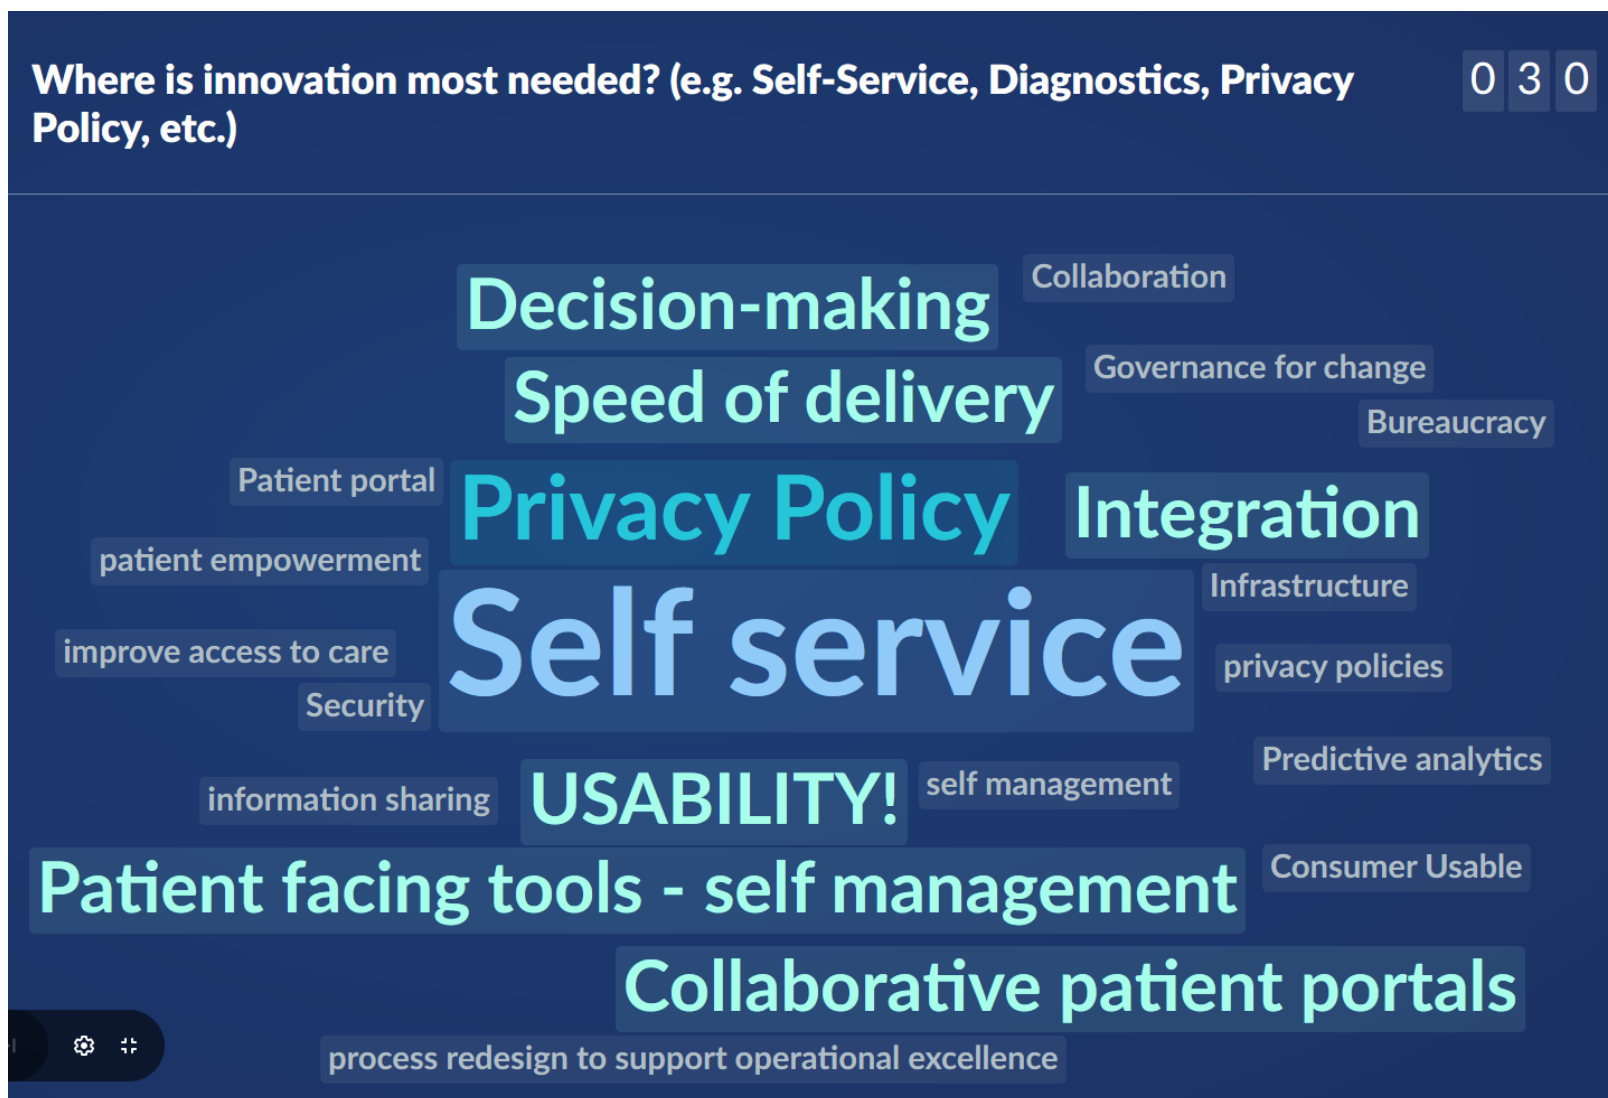 Where is innovation most needed? (e.g. Self-Service, Diagnostics, Privacy
Policy, etc.)
030
Decision-making
Collaboration
Speed of delivery
Governance for change
Bureaucracy
Patient portal
Privacy Policy
Integration
patient empowerment
Infrastructure
Self service
improve access to care
privacy policies
Security
Predictive analytics
information sharing
USABILITY!
self management
Patient facing tools - self management
Consumer Usable
Collaborative patient portals
process redesign to support operational excellence